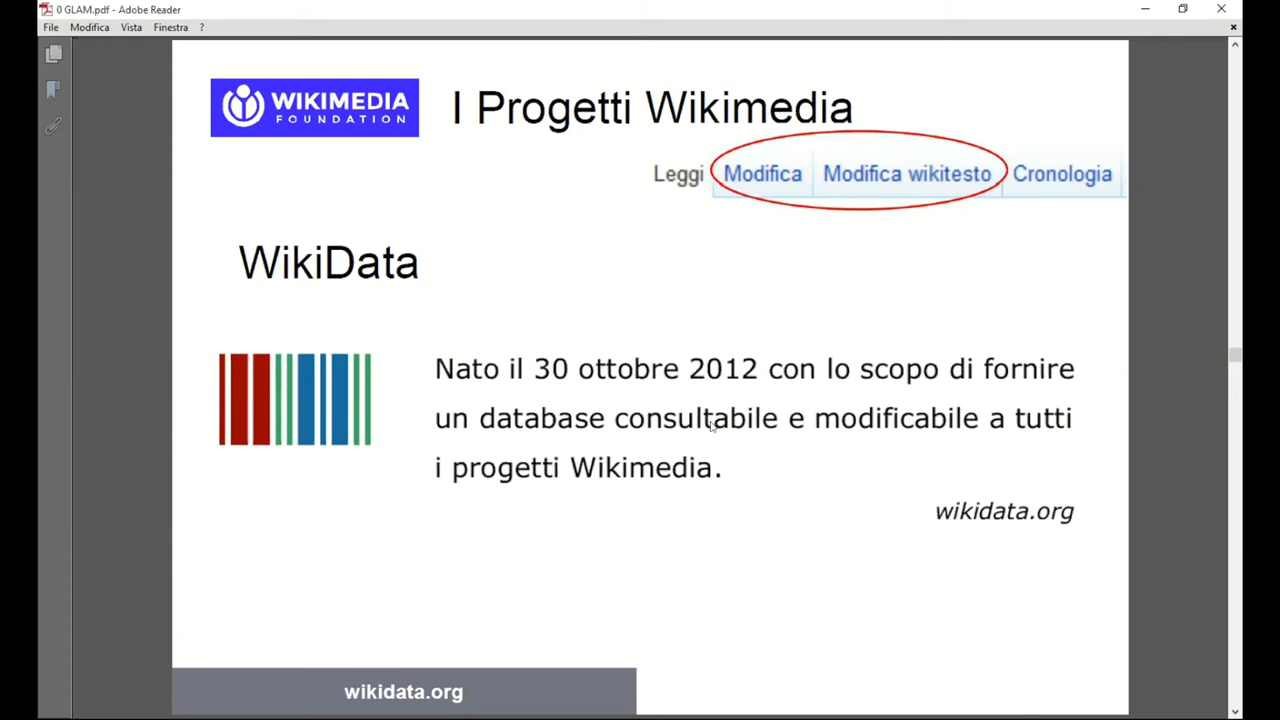 0 GLAM.pdf - Adobe Reader
File Modifica Vista Finestra ?
WIKIMEDIA
FOUNDATION
I Progetti Wikimedia
Leggi Modifica Modifica wikitesto Cronologia
WikiData
Nato il 30 ottobre 2012 con lo scopo di fornire
un database consultabile e modificabile a tutti
i progetti Wikimedia.
wikidata.org
wikidata.org